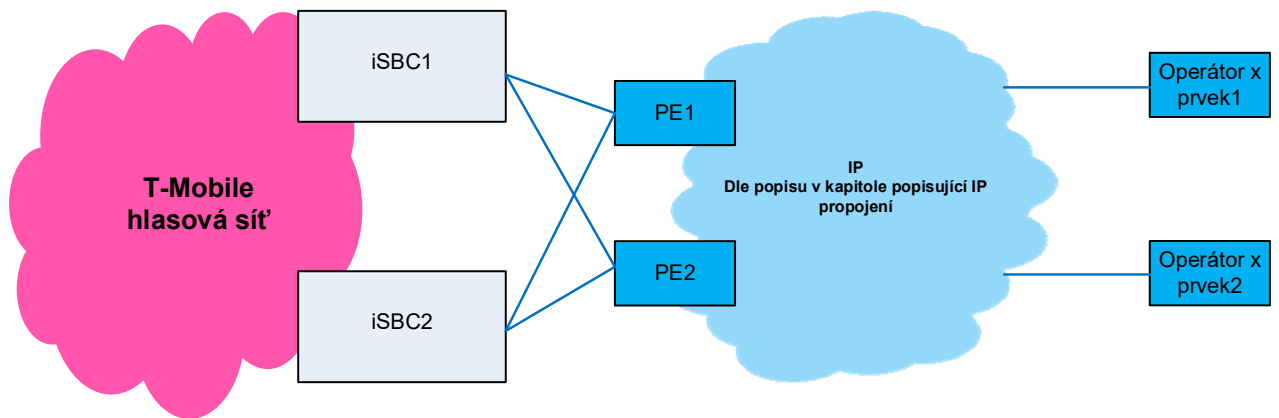 iSBC1
Operátor x
prvek1
PE1
IP
Dle popisu v kapitole popisující IP
propojení
T-Mobile
hlasová síť
PE2
Operátor x
prvek2
iSBC2